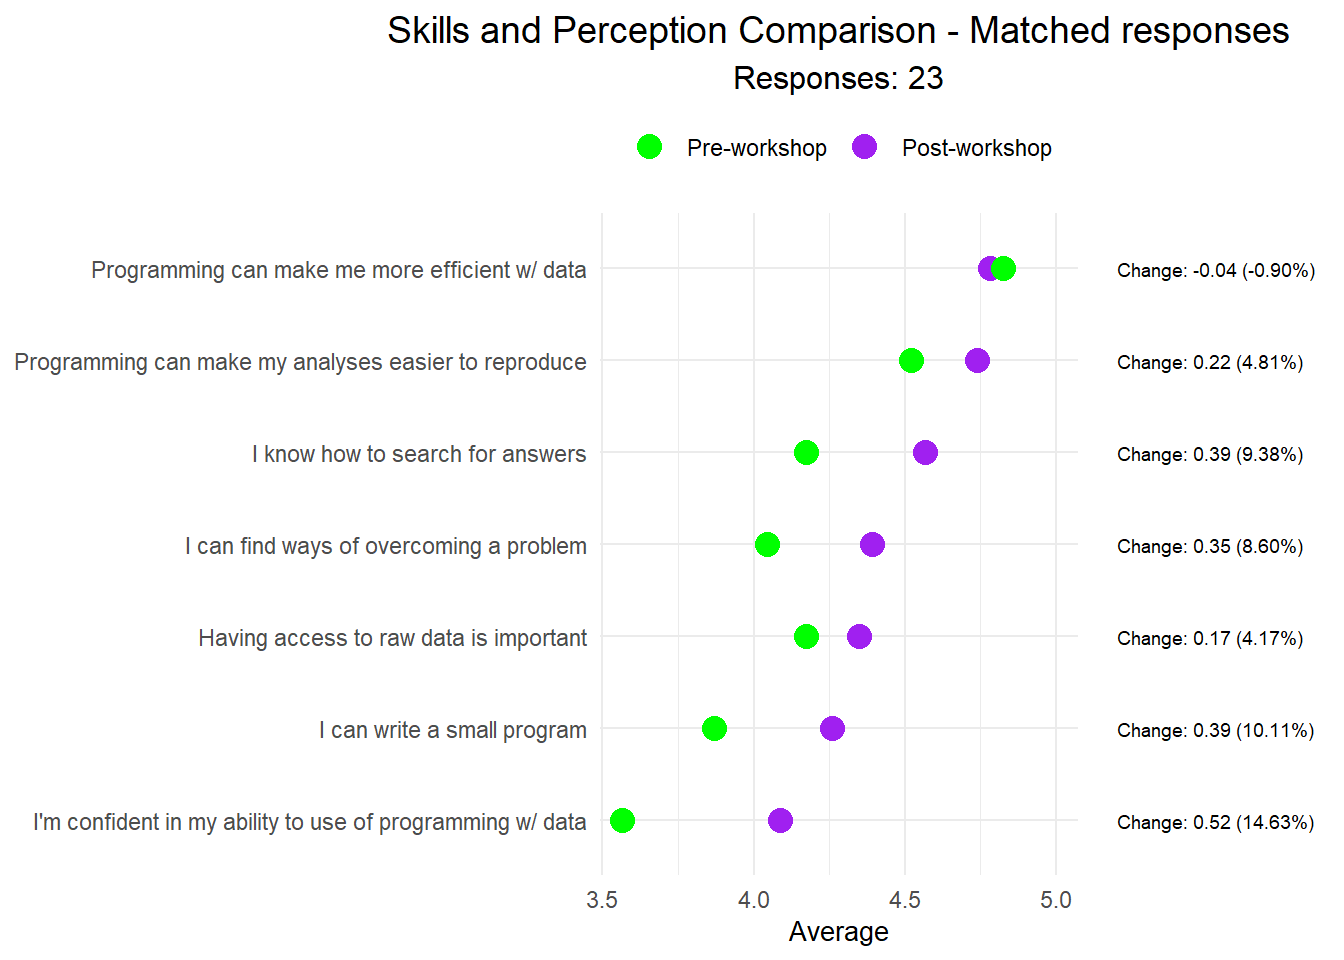 Skills and Perception Comparison - Matched responses
Responses: 23
Pre-workshop Post-workshop
Programming can make me more efficient w/ data Change: -0.04 (-0.90%)
Programming can make my analyses easier to reproduce Change: 0.22 (4.81%)
I know how to search for answers Change: 0.39 (9.38%)
I can find ways of overcoming a problem Change: 0.35 (8.60%)
Having access to raw data is important Change: 0.17 (4.17%)
I can write a small program Change: 0.39 (10.11%)
I'm confident in my ability to use of programming w/ data Change: 0.52 (14.63%)
3.5 4.0 4.5 5.0
Average